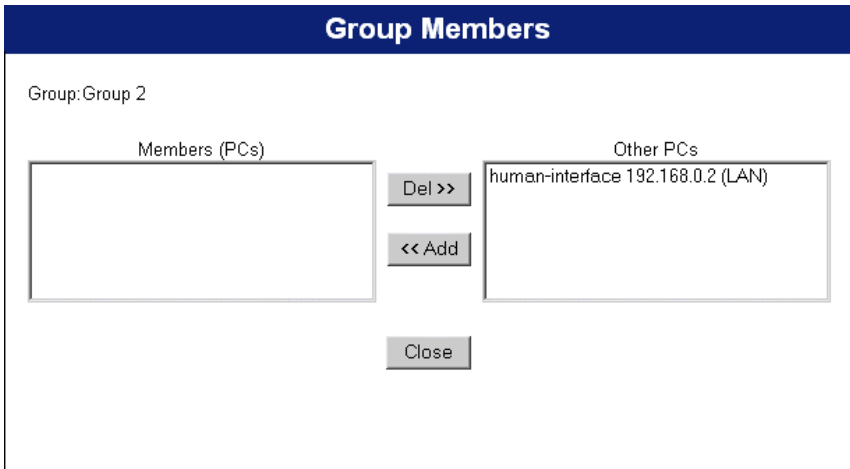 Group Members
Group:Group 2
Members (PCs)
Other PCs
human-interface 192.168.0.2 (LAN)
Del >>
<< Add
Close